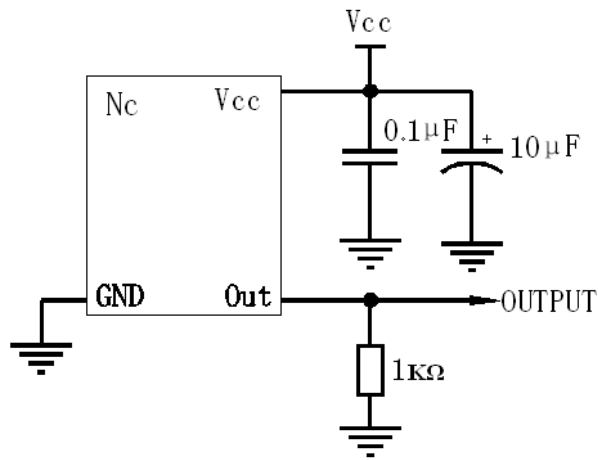 Vcc
Nc
Vcc
0.1μF
+
10μF
GND
Out
OUTPUT
1KΩ